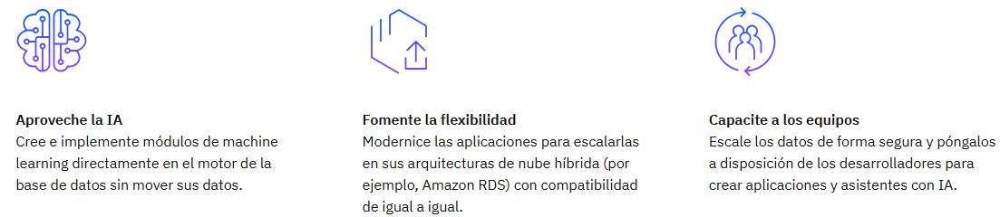 Aproveche la IA
Cree e implemente módulos de machine
learning directamente en el motor de la
base de datos sin mover sus datos.
Fomente la flexibilidad
Modernice las aplicaciones para escalarlas
en sus arquitecturas de nube híbrida (por
ejemplo, Amazon RDS) con compatibilidad
de igual a igual.
Capacite a los equipos
Escale los datos de forma segura y póngalos
a disposición de los desarrolladores para
crear aplicaciones y asistentes con IA.